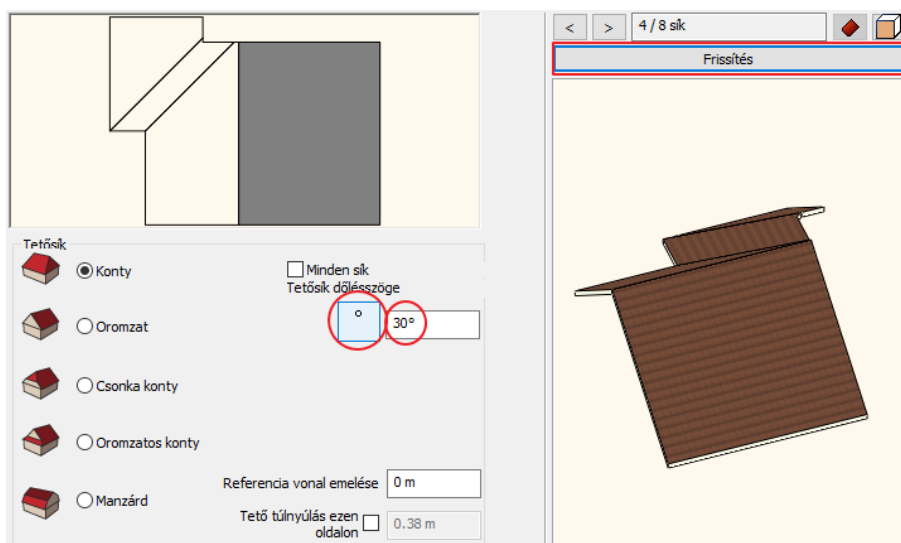 < > 4 / 8 sík
Frissítés
Tetősík
Konty
Minden sík
Tetősík dőlésszöge
° 30°
Oromzat
Csonka konty
Oromzatos konty
Referencia vonal emelése 0 m
Manzárd
Tető túlnyúlás ezen
oldalon 0.38 m